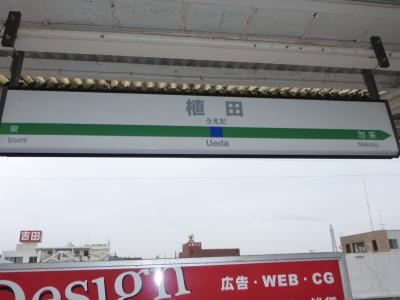 植田
うえだ
泉
勿来
Izumi
Ueda
Nakoso
吉田
Design
広告・WEB・CG